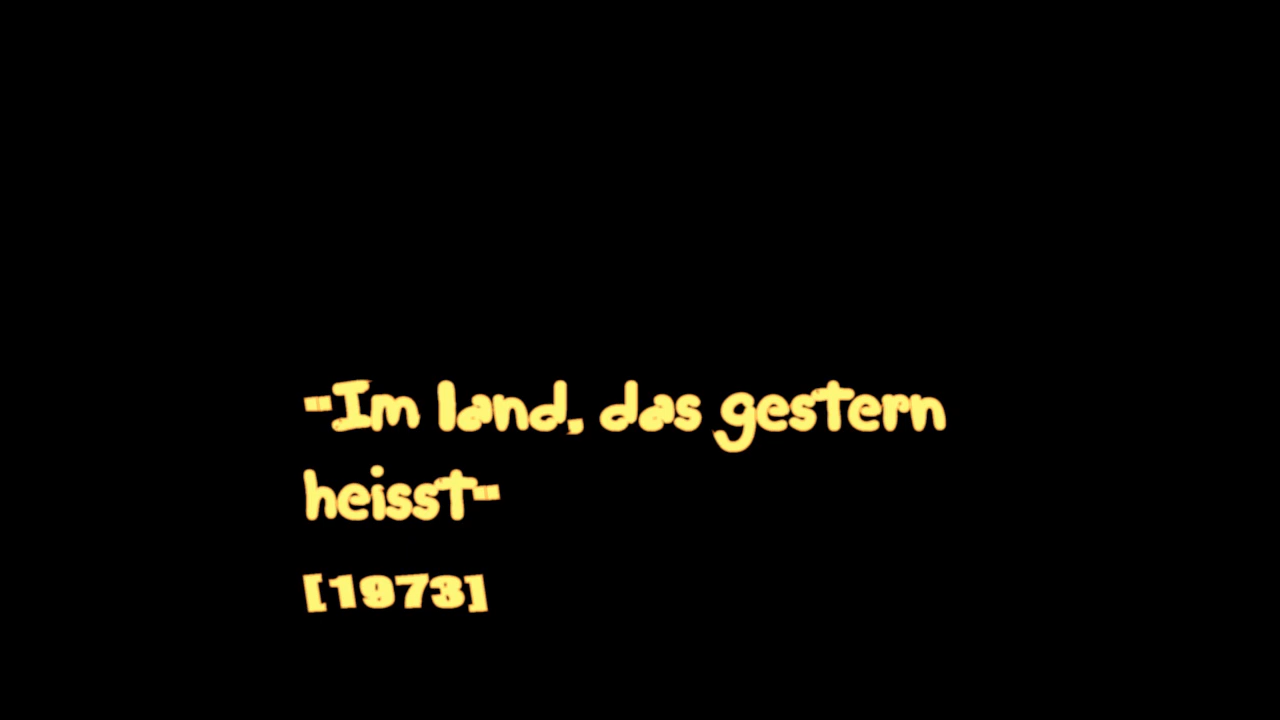 "Im land, das gestern
heisst"
[1973]